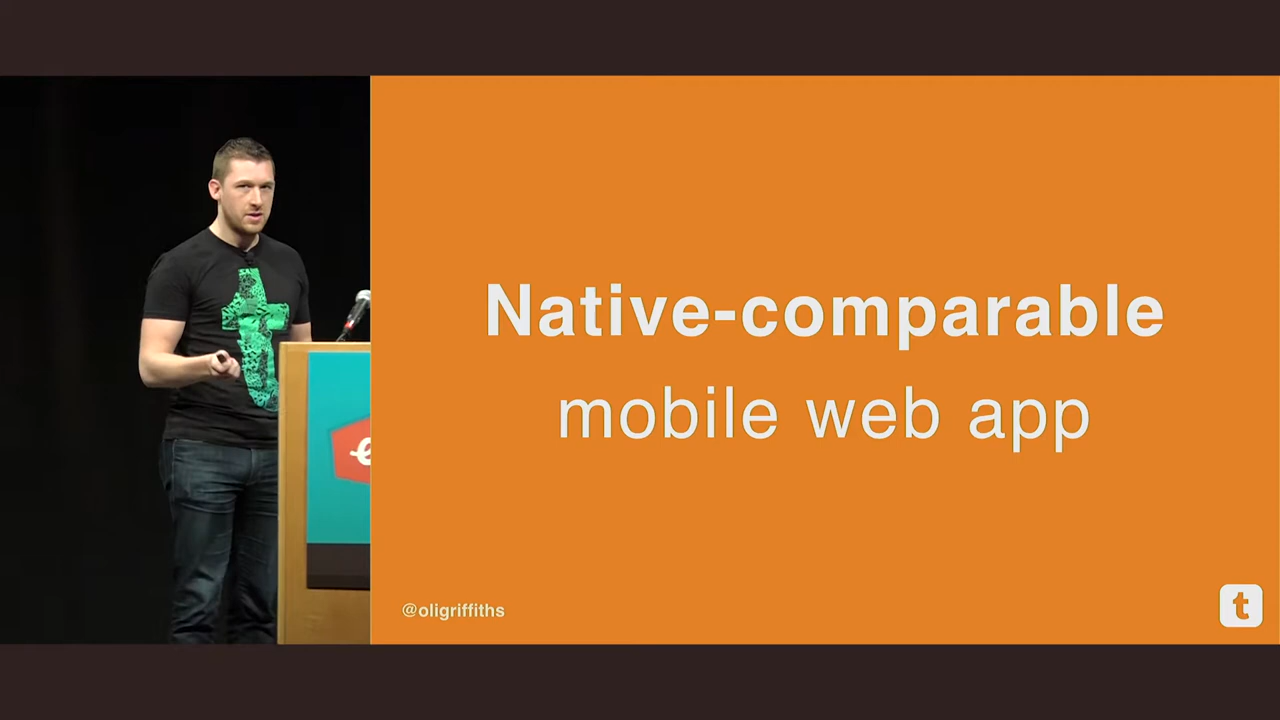 Native-comparable
mobile web app
@oligriffiths
t
t